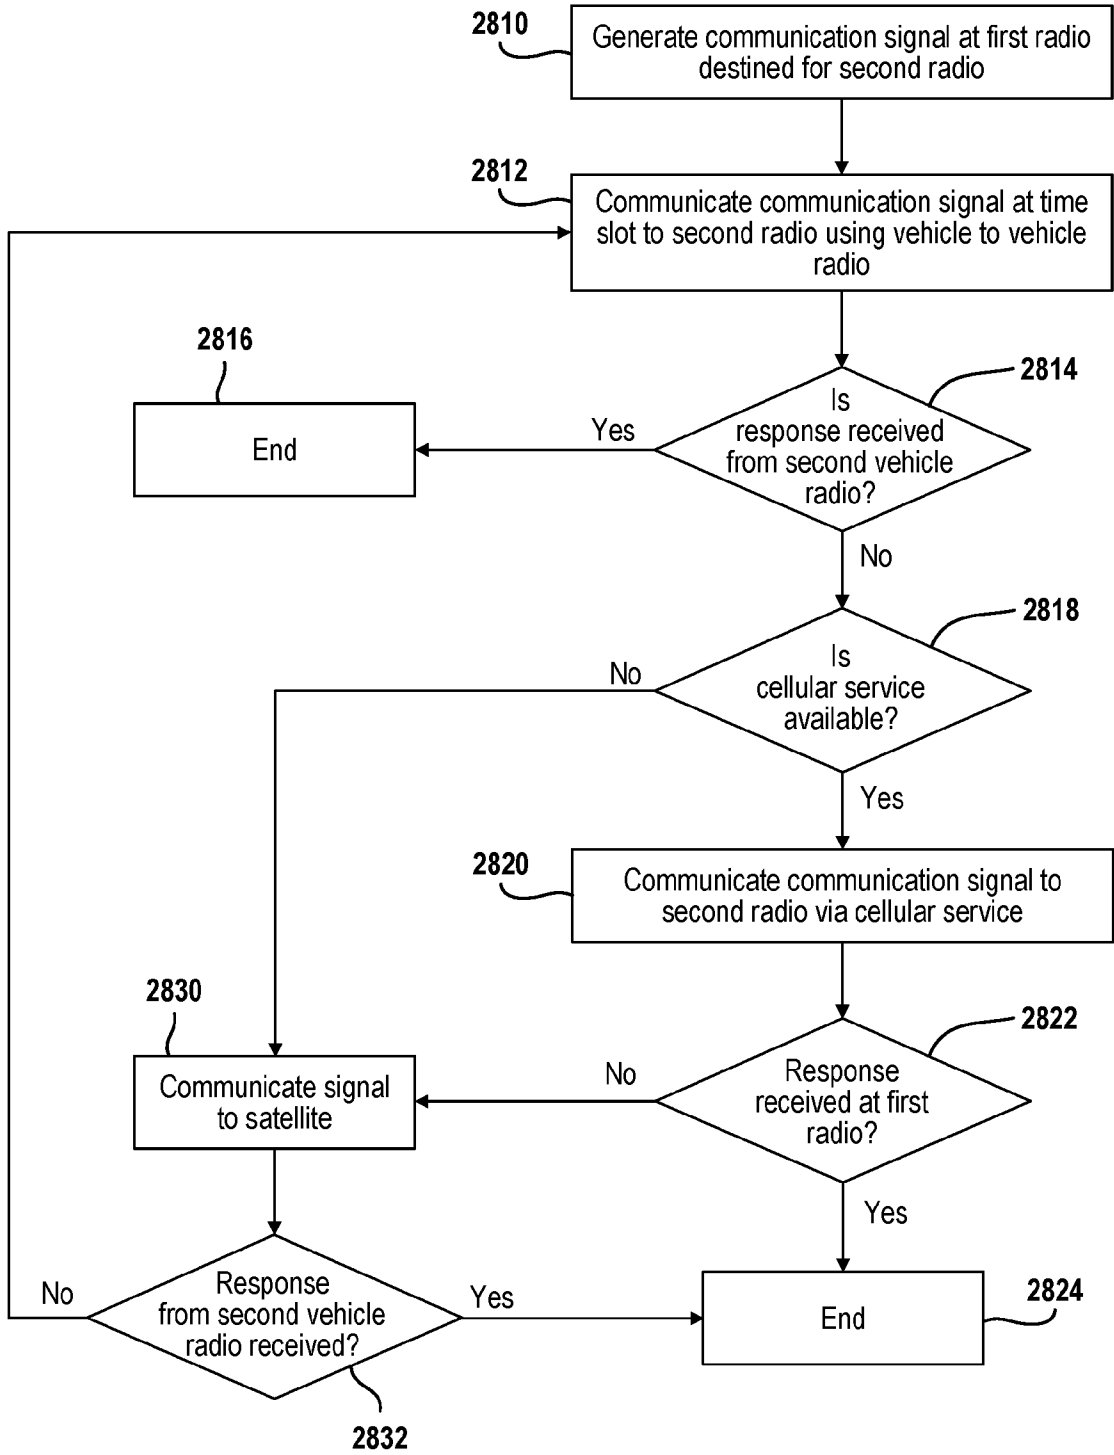 2810
Generate communication signal at first radio
destined for second radio
2812
Communicate communication signal at time
slot to second radio using vehicle to vehicle
radio
2816
End
2814
Is
response received
from second vehicle
radio?
Yes
No
2818
Is
cellular service
available?
No
Yes
2820
Communicate communication signal to
second radio via cellular service
2830
Communicate signal
to satellite
2822
Response
received at first
radio?
No
Yes
2832
Response
from second vehicle
radio received?
No
Yes
2824
End